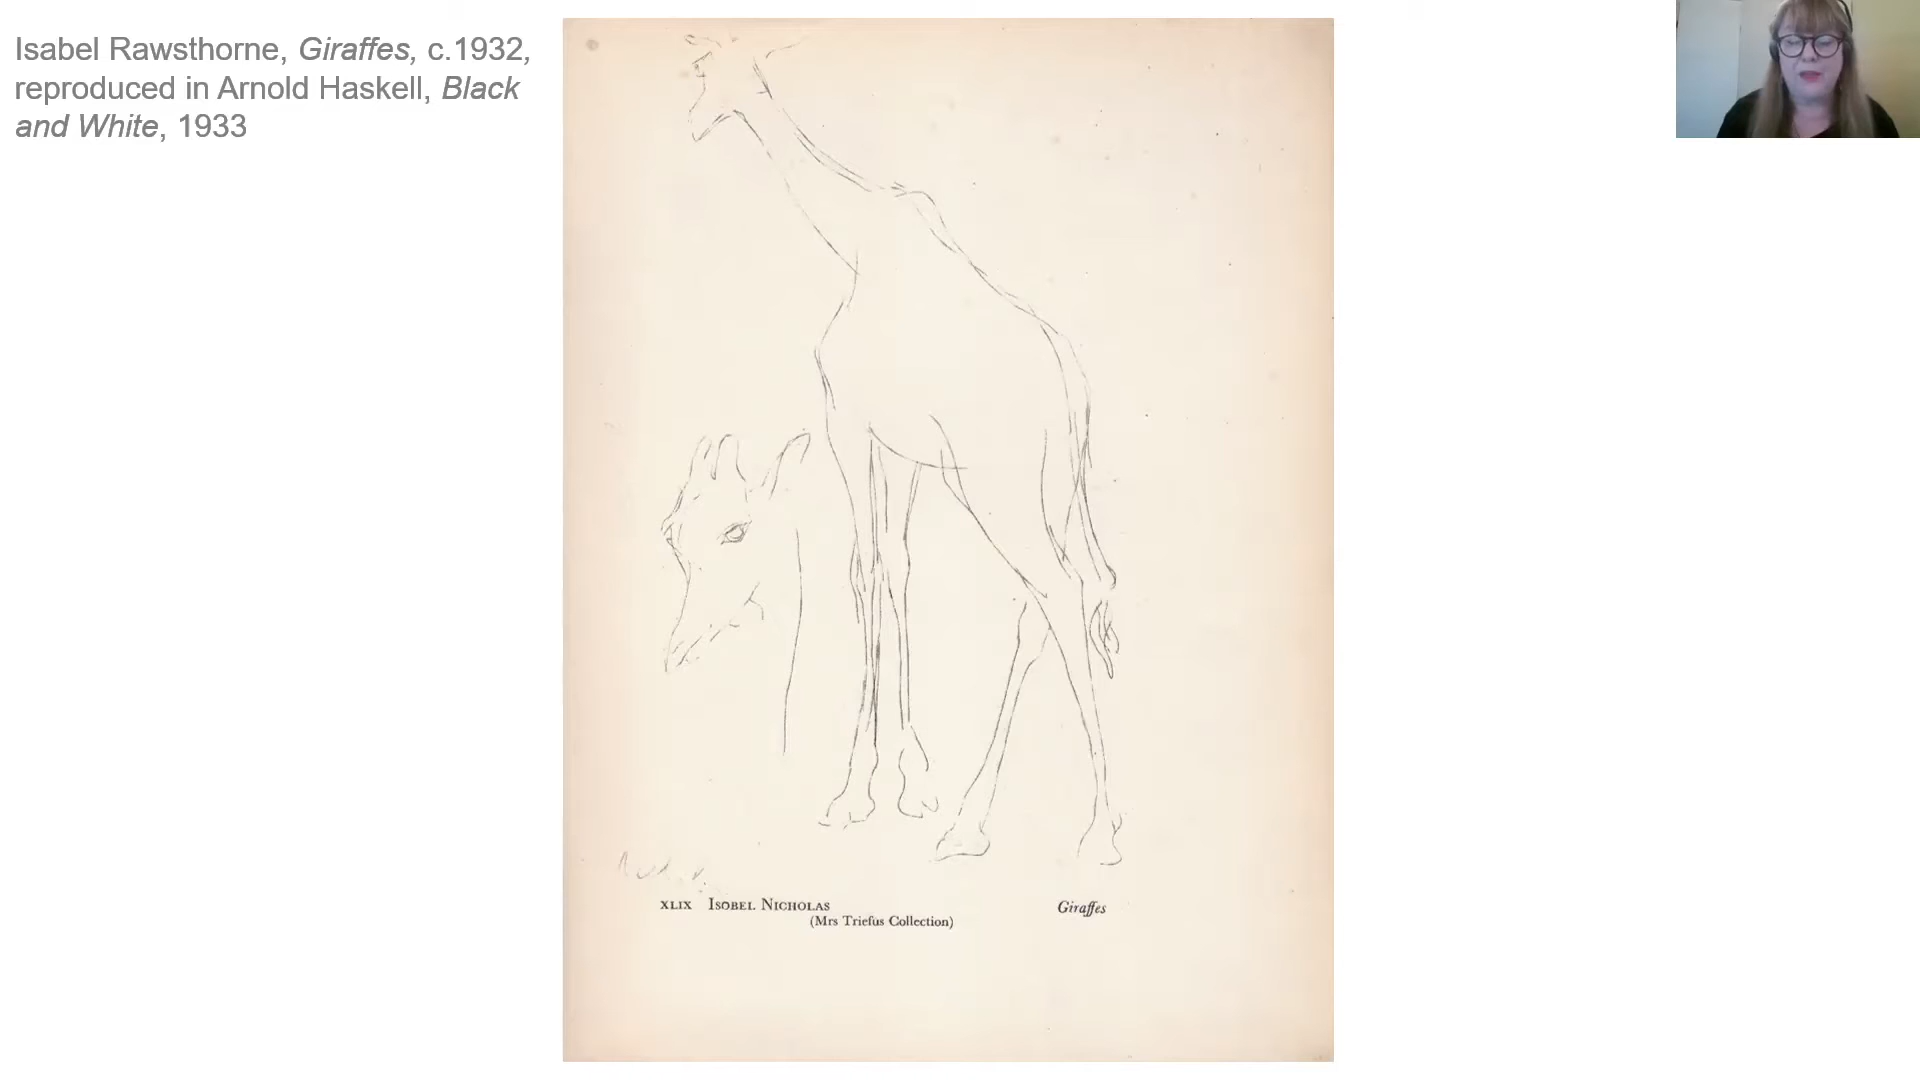 Isabel Rawsthorne, Giraffes, c.1932,
reproduced in Arnold Haskell, Black
and White, 1933
XLIX ISOBEL NICHOLAS
(Mrs Triefus Collection)
Giraffes